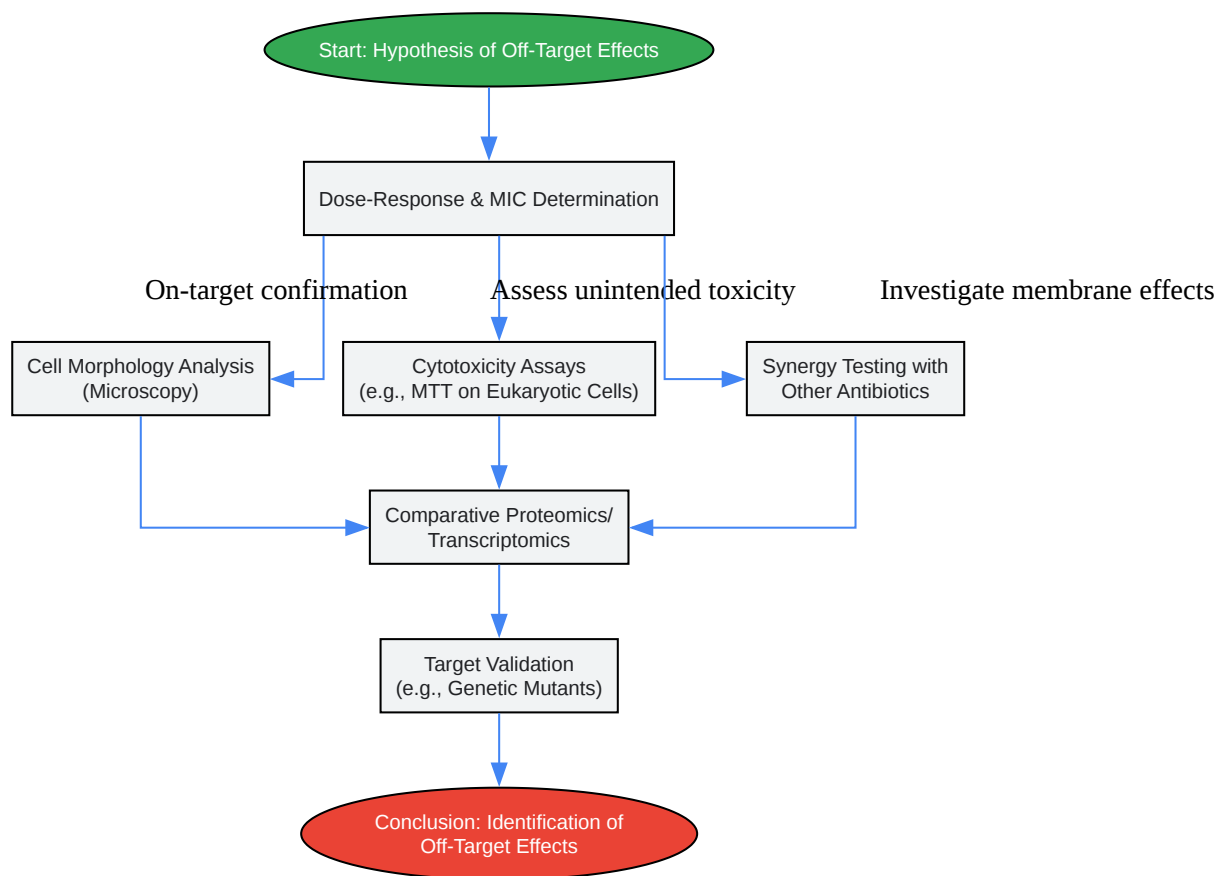 Start: Hypothesis of Off-Target Effects
Dose-Response & MIC Determination
On-target confirmation
Assess unintended toxicity
Investigate membrane effects
Cell Morphology Analysis
(Microscopy)
Cytotoxicity Assays
(e.g., MTT on Eukaryotic Cells)
Synergy Testing with
Other Antibiotics
Comparative Proteomics/
Transcriptomics
Target Validation
(e.g., Genetic Mutants)
Conclusion: Identification of
Off-Target Effects